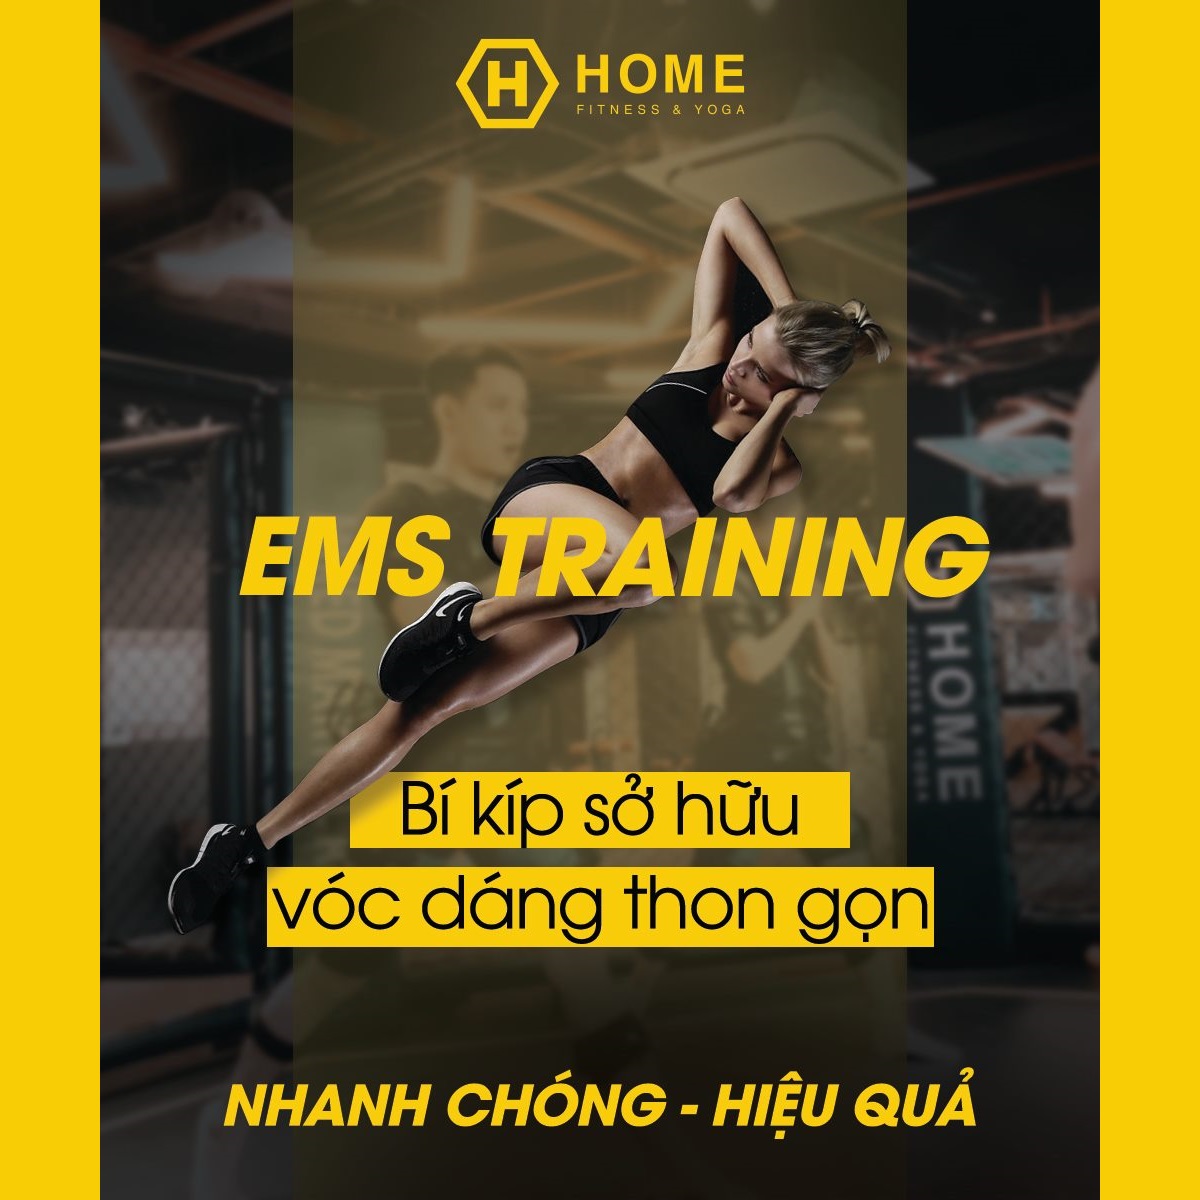 H HOME
FITNESS & YOGA
EMS TRAINING
HOME
FITNESS & YOGA
Bí kíp sở hữu
vóc dáng thon gọn
NHANH CHÓNG - HIỆU QUẢ